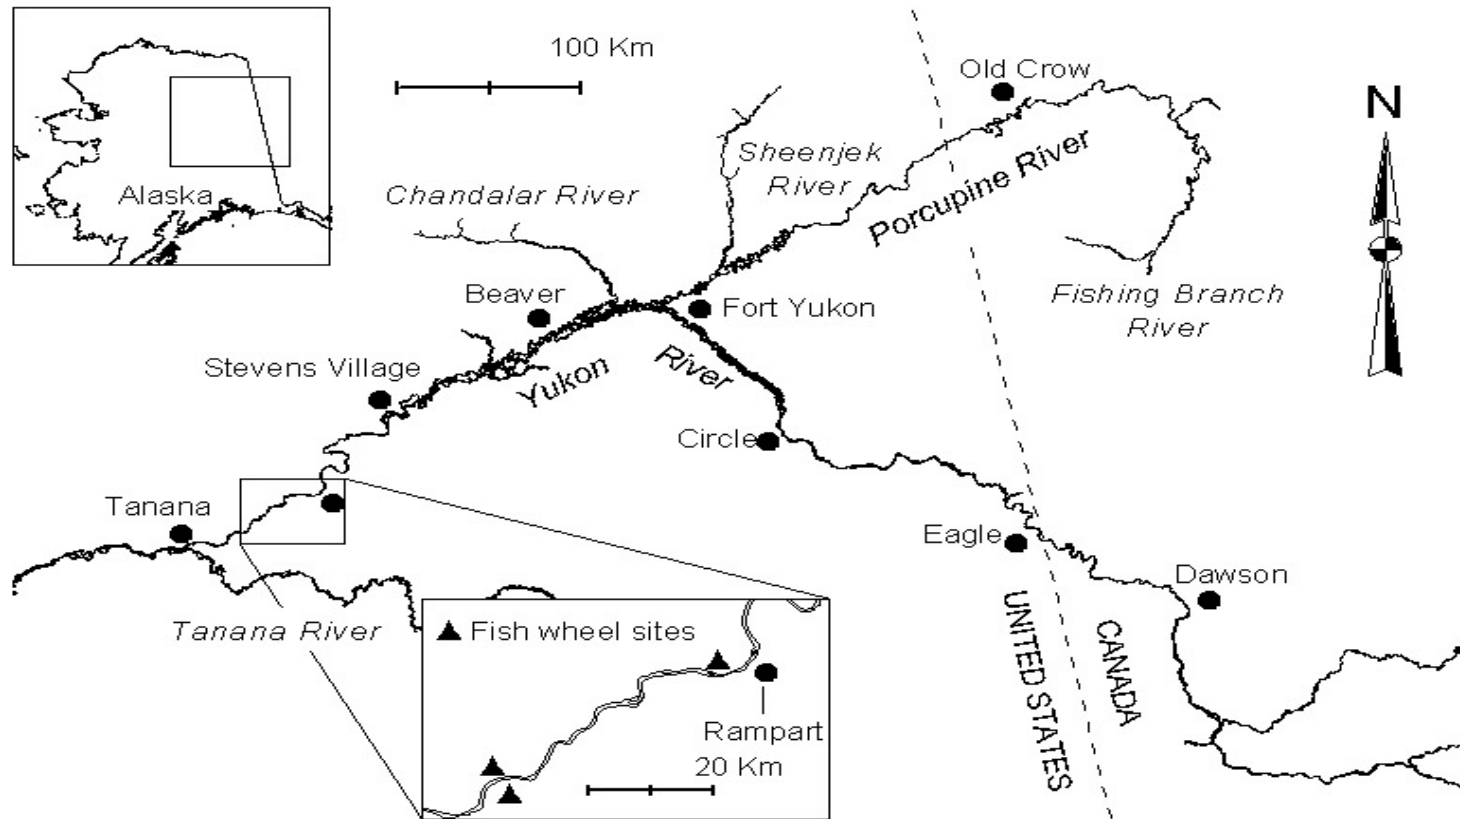 100 Km
Old Crow
N
Sheenjek
River
Porcupine River
Alaska
Chandalar River
Beaver
Fort Yukon
Fishing Branch
River
Stevens Village
Yukon River
Circle
Tanana
Eagle
Dawson
Tanana River
Fish wheel sites
Rampart
20 Km
UNITED STATES
CANADA